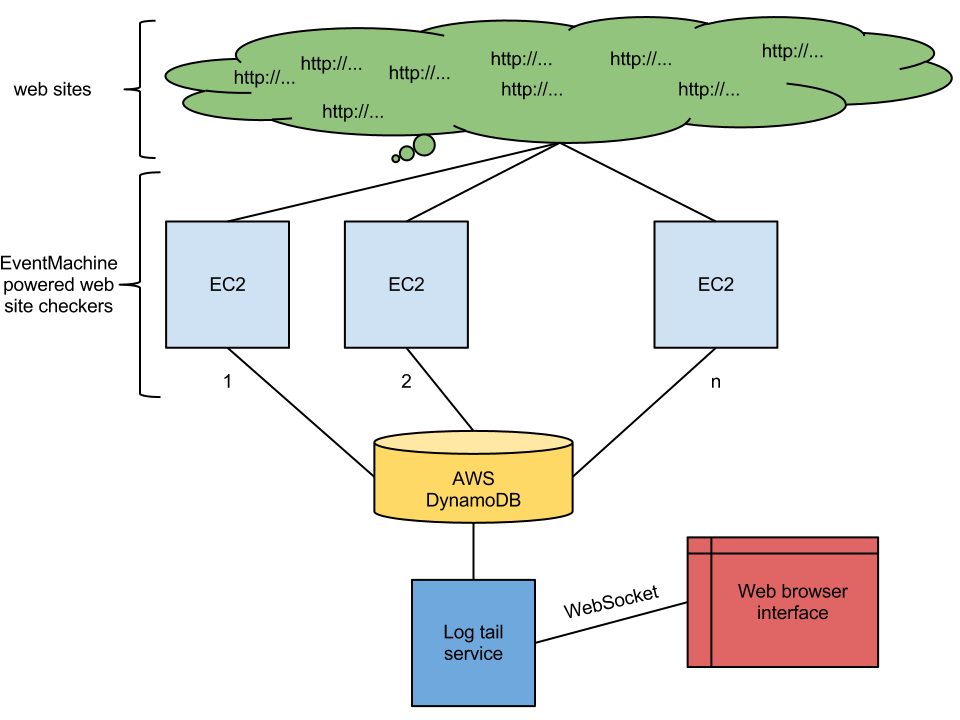 http://...
http://...
http://...
http://...
http://...
http://...
http://...
http://...
http://...
web sites
EventMachine
powered web
site checkers
EC2
EC2
EC2
1
2
n
AWS
DynamoDB
WebSocket
Web browser
interface
Log tail
service